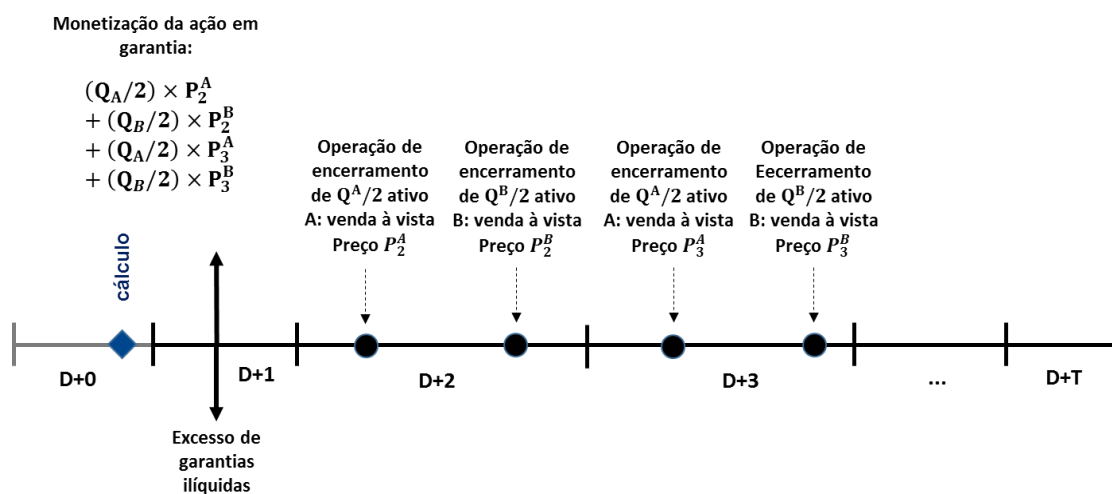 Monetização da ação em
garantia:
(Q_A/2) × P_2^A
+ (Q_B/2) × P_2^B
+ (Q_A/2) × P_3^A
+ (Q_B/2) × P_3^B
Operação de
encerramento
de Q^A/2 ativo
A: venda à vista
Preço P_2^A
Operação de
encerramento
de Q^B/2 ativo
B: venda à vista
Preço P_2^B
Operação de
encerramento
de Q^A/2 ativo
A: venda à vista
Preço P_3^A
Operação de
Eecerramento
de Q^B/2 ativo
B: venda à vista
Preço P_3^B
cálculo
D+0
D+1
D+2
D+3
...
D+T
Excesso de
garantias
ilíquidas